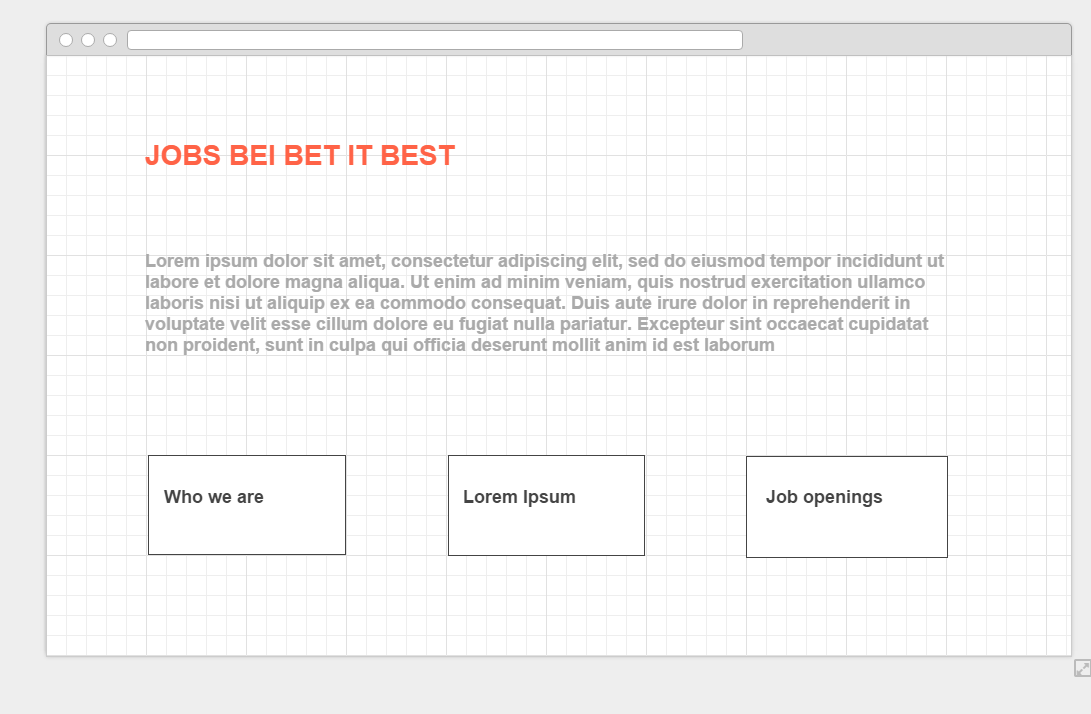 JOBS BEI BET IT BEST
Lorem ipsum dolor sit amet, consectetur adipiscing elit, sed do eiusmod tempor incididunt ut
labore et dolore magna aliqua. Ut enim ad minim veniam, quis nostrud exercitation ullamco
laboris nisi ut aliquip ex ea commodo consequat. Duis aute irure dolor in reprehenderit in
voluptate velit esse cillum dolore eu fugiat nulla pariatur. Excepteur sint occaecat cupidatat
non proident, sunt in culpa qui officia deserunt mollit anim id est laborum
Who we are
Lorem Ipsum
Job openings